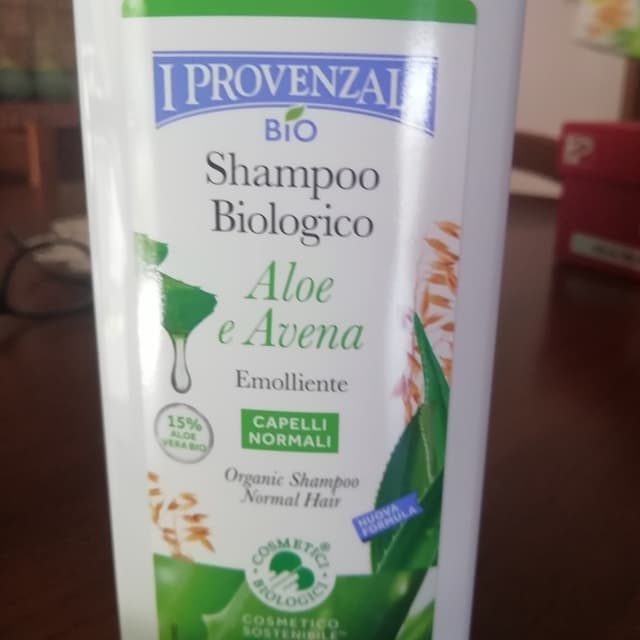 I PROVENZALI
BIO
Shampoo
Biologico
Aloe
e Avena
Emolliente
15%
ALOE
VERA BIO
CAPELLI
NORMALI
Organic Shampoo
Normal Hair
NUOVA
FORMULA
COSMETICI
BIOLOGICI
®
COSMETICO
SOSTENIBILE™